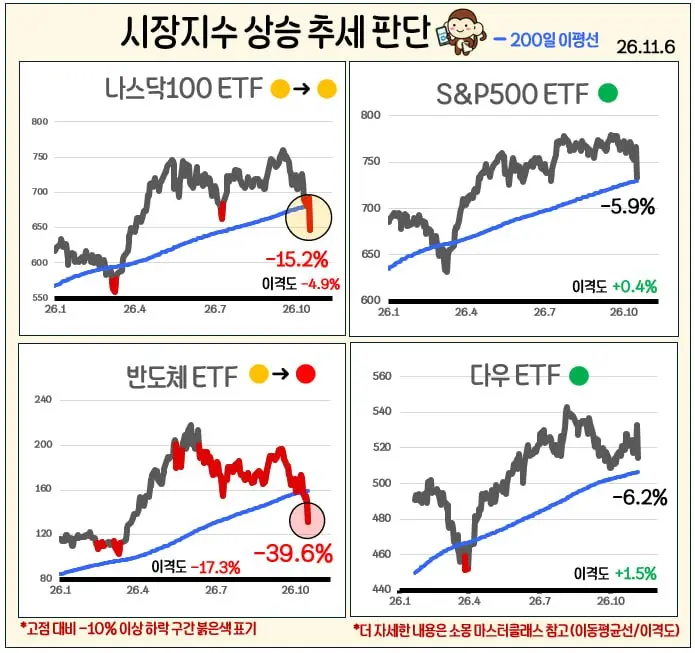 시장지수 상승 추세 판단
200일 이평선
26.11.6
나스닥100 ETF
800
750
700
650
600
550
-15.2%
이격도 -4.9%
26.1 26.4 26.7 26.10
S&P500 ETF
800
750
700
650
600
-5.9%
이격도 +0.4%
26.1 26.4 26.7 26.10
반도체 ETF
240
200
160
120
80
-39.6%
이격도 -17.3%
26.1 26.4 26.7 26.10
다우 ETF
560
540
520
500
480
460
440
-6.2%
이격도 +1.5%
26.1 26.4 26.7 26.10
*고점 대비 -10% 이상 하락 구간 붉은색 표기
*더 자세한 내용은 소몽 마스터클래스 참고 (이동평균선/이격도)